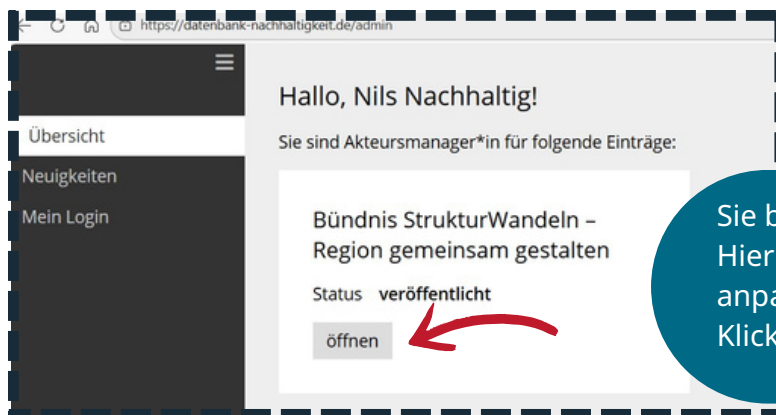 https://datenbank-nachhaltigkeit.de/admin
Hallo, Nils Nachhaltig!
Übersicht
Sie sind Akteursmanager*in für folgende Einträge:
Neuigkeiten
Mein Login
Bündnis StrukturWandeln –
Region gemeinsam gestalten
Status veröffentlicht
öffnen
Sie
Hier
Klick